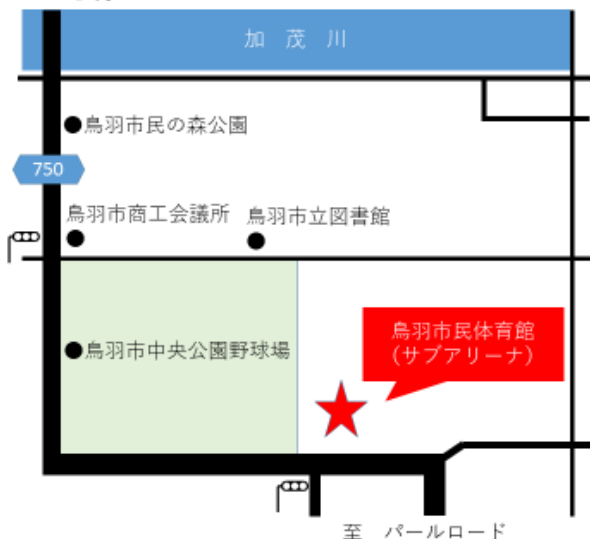 加茂川
鳥羽市民の森公園
750
鳥羽市商工会議所
鳥羽市立図書館
鳥羽市民体育館
（サブアリーナ）
鳥羽市中央公園野球場
至　パールロード